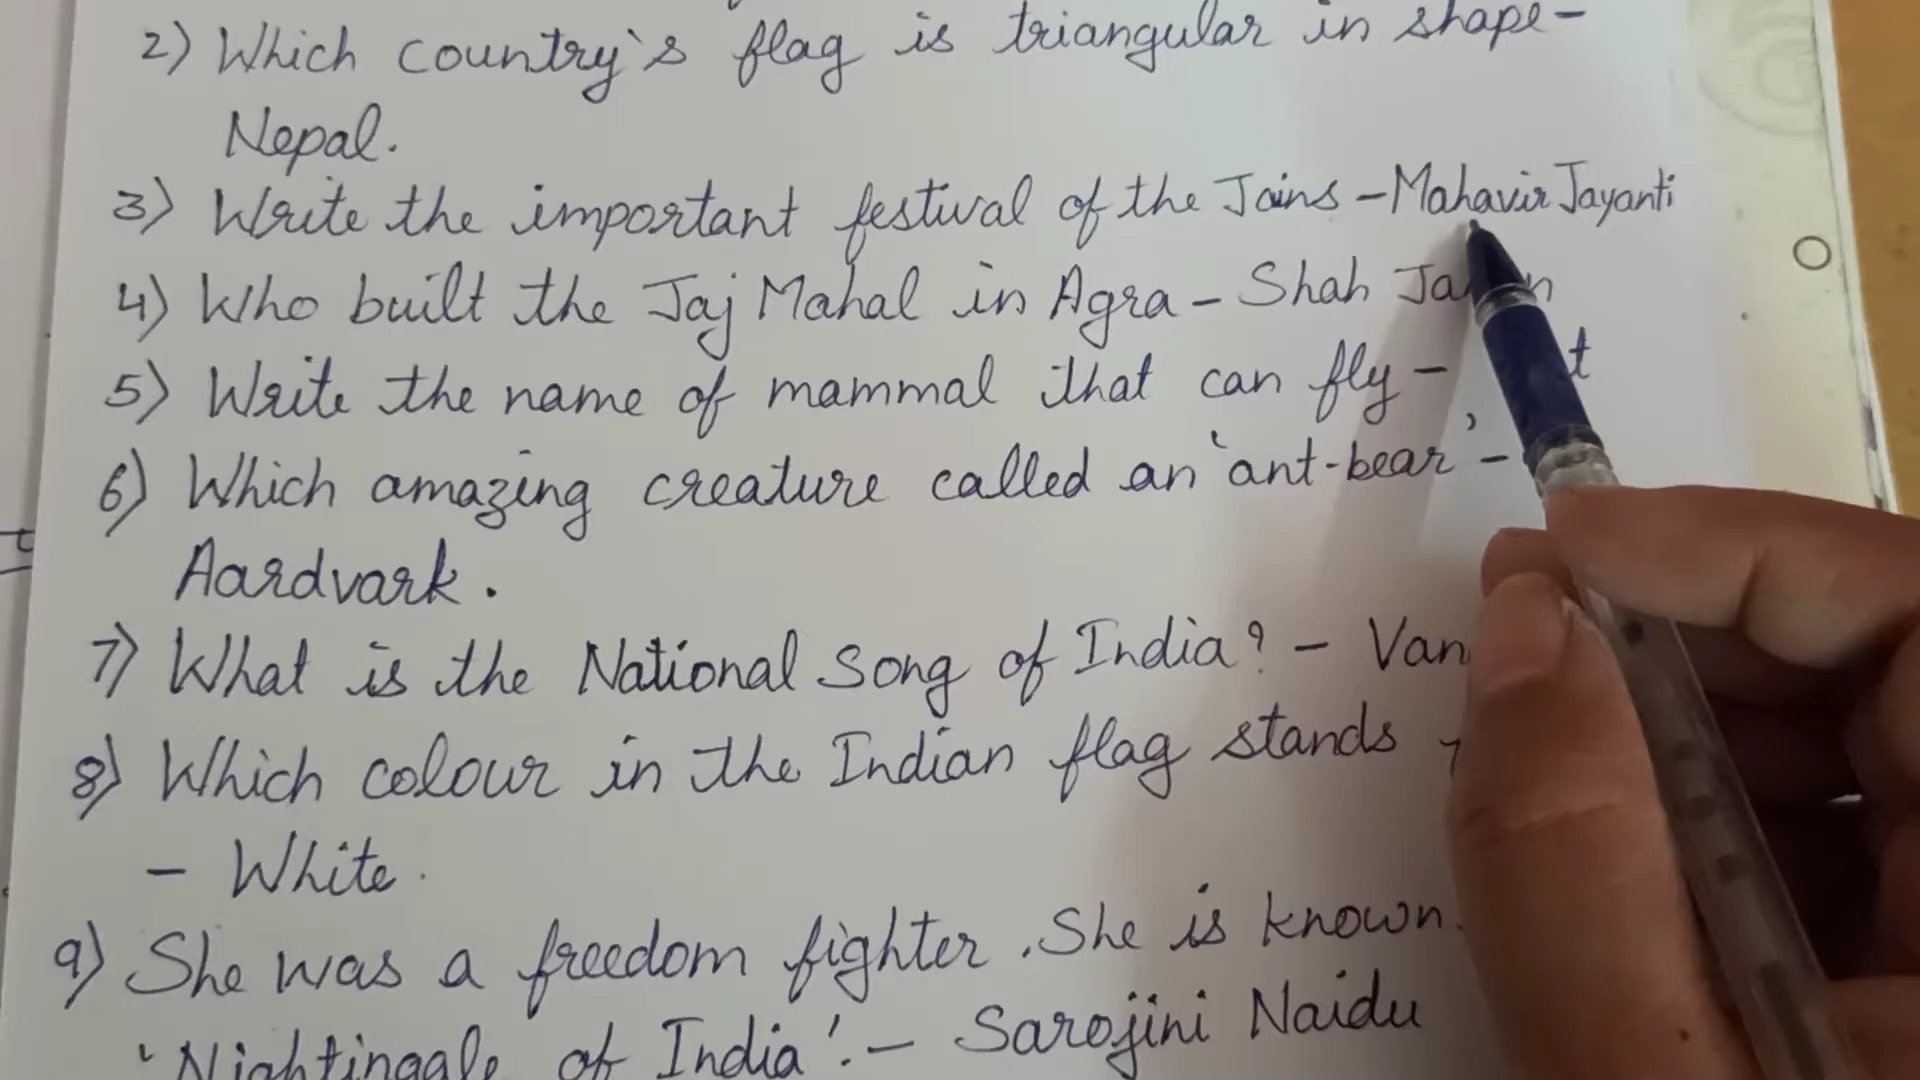 2) Which country's flag is triangular in shape-
Nepal.
3) Write the important festival of the Jains - Mahavir Jayanti
4) Who built the Taj Mahal in Agra - Shah
5) Write the name of mammal that can fly -
6) Which amazing creature called an 'ant-bear' -
Aardvark.
7) What is the National Song of India? -
8) Which colour in the Indian flag stands
- White.
9) She was a freedom fighter. She is known
'Nightingale of India'. - Sarojini Naidu